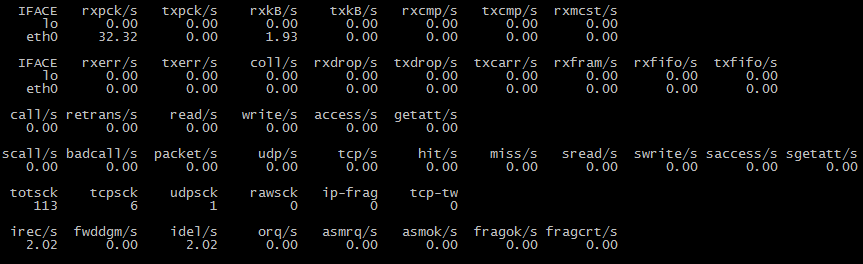 IFACE rxpck/s txpck/s rxkB/s txkB/s rxcmp/s txcmp/s rxmcst/s
lo 0.00 0.00 0.00 0.00 0.00 0.00 0.00
eth0 32.32 0.00 1.93 0.00 0.00 0.00 0.00
IFACE rxerr/s txerr/s coll/s rxdrop/s txdrop/s txcarr/s rxfram/s rxfifo/s txfifo/s
lo 0.00 0.00 0.00 0.00 0.00 0.00 0.00 0.00 0.00
eth0 0.00 0.00 0.00 0.00 0.00 0.00 0.00 0.00 0.00
call/s retrans/s read/s write/s access/s getatt/s
0.00 0.00 0.00 0.00 0.00 0.00
scall/s badcall/s packet/s udp/s tcp/s hit/s miss/s sread/s swrite/s saccess/s sgetatt/s
0.00 0.00 0.00 0.00 0.00 0.00 0.00 0.00 0.00 0.00 0.00
totsck tcpsck udpsck rawsck ip-frag tcp-tw
113 6 1 0 0 0
irec/s fwddgm/s idel/s orq/s asmrq/s asmok/s fragok/s fragcrt/s
2.02 0.00 2.02 0.00 0.00 0.00 0.00 0.00